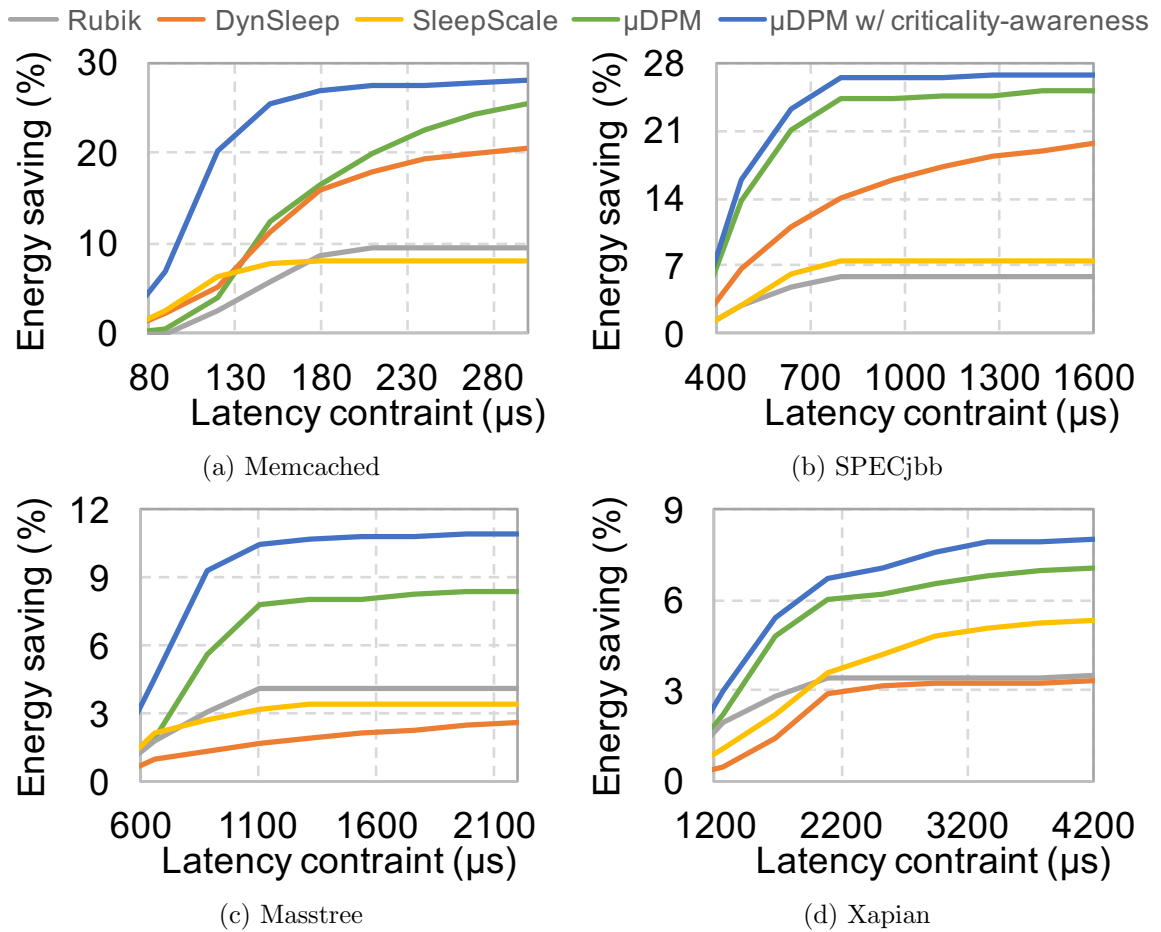 Rubik DynSleep SleepScale μDPM μDPM w/ criticality-awareness
Energy saving (%)
30
20
10
0
80 130 180 230 280
Latency contraint (μs)
(a) Memcached
Energy saving (%)
28
21
14
7
0
400 700 1000 1300 1600
Latency contraint (μs)
(b) SPECjbb
Energy saving (%)
12
9
6
3
0
600 1100 1600 2100
Latency contraint (μs)
(c) Masstree
Energy saving (%)
9
6
3
0
1200 2200 3200 4200
Latency contraint (μs)
(d) Xapian